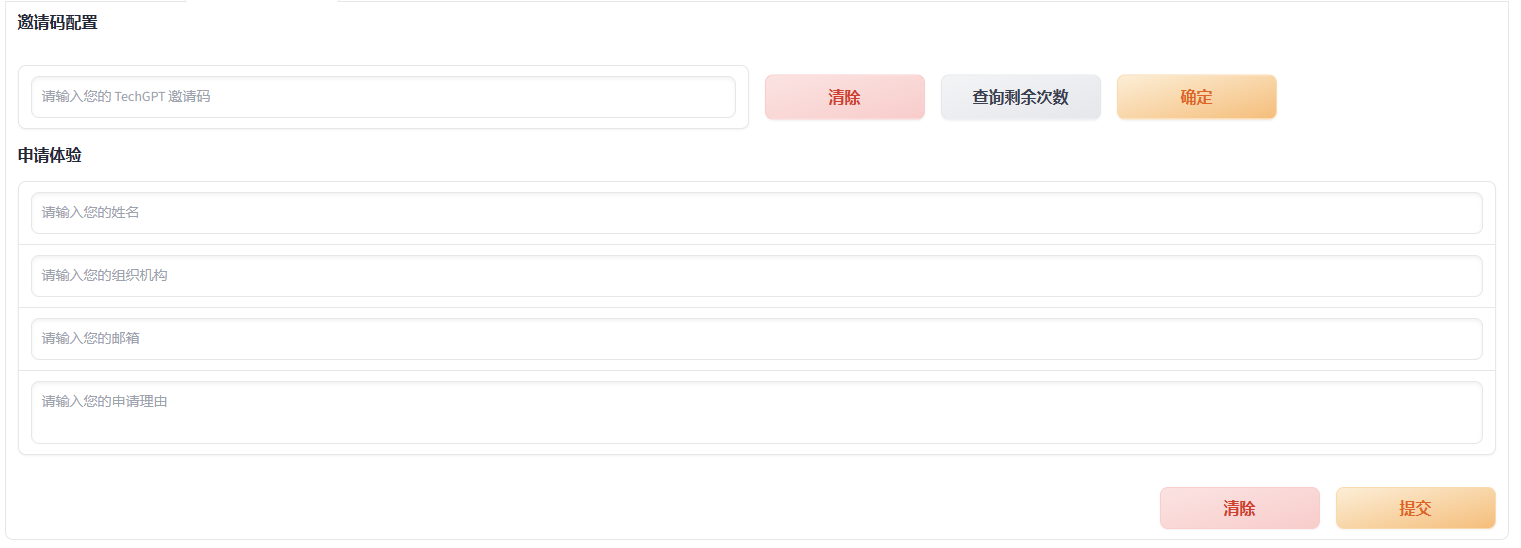 邀请码配置
请输入您的 TechGPT 邀请码
清除
查询剩余次数
确定
申请体验
请输入您的姓名
请输入您的组织机构
请输入您的邮箱
请输入您的申请理由
清除
提交